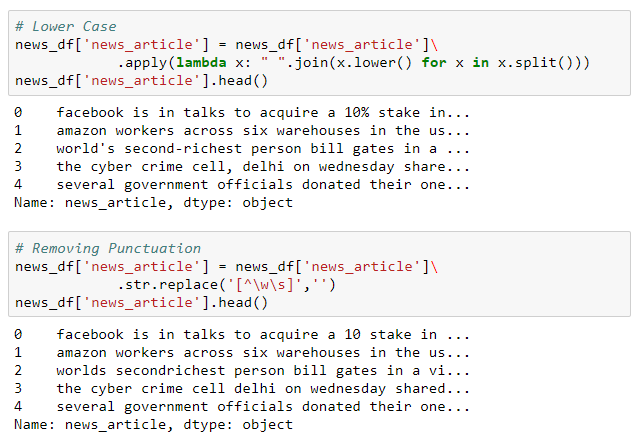 # Lower Case
news_df['news_article'] = news_df['news_article']\
            .apply(lambda x: " ".join(x.lower() for x in x.split()))
news_df['news_article'].head()
0    facebook is in talks to acquire a 10% stake in...
1    amazon workers across six warehouses in the us...
2    world's second-richest person bill gates in a ...
3    the cyber crime cell, delhi on wednesday share...
4    several government officials donated their one...
Name: news_article, dtype: object
# Removing Punctuation
news_df['news_article'] = news_df['news_article']\
            .str.replace('[^\w\s]','')
news_df['news_article'].head()
0    facebook is in talks to acquire a 10 stake in ...
1    amazon workers across six warehouses in the us...
2    worlds secondrichest person bill gates in a vi...
3    the cyber crime cell delhi on wednesday shared...
4    several government officials donated their one...
Name: news_article, dtype: object